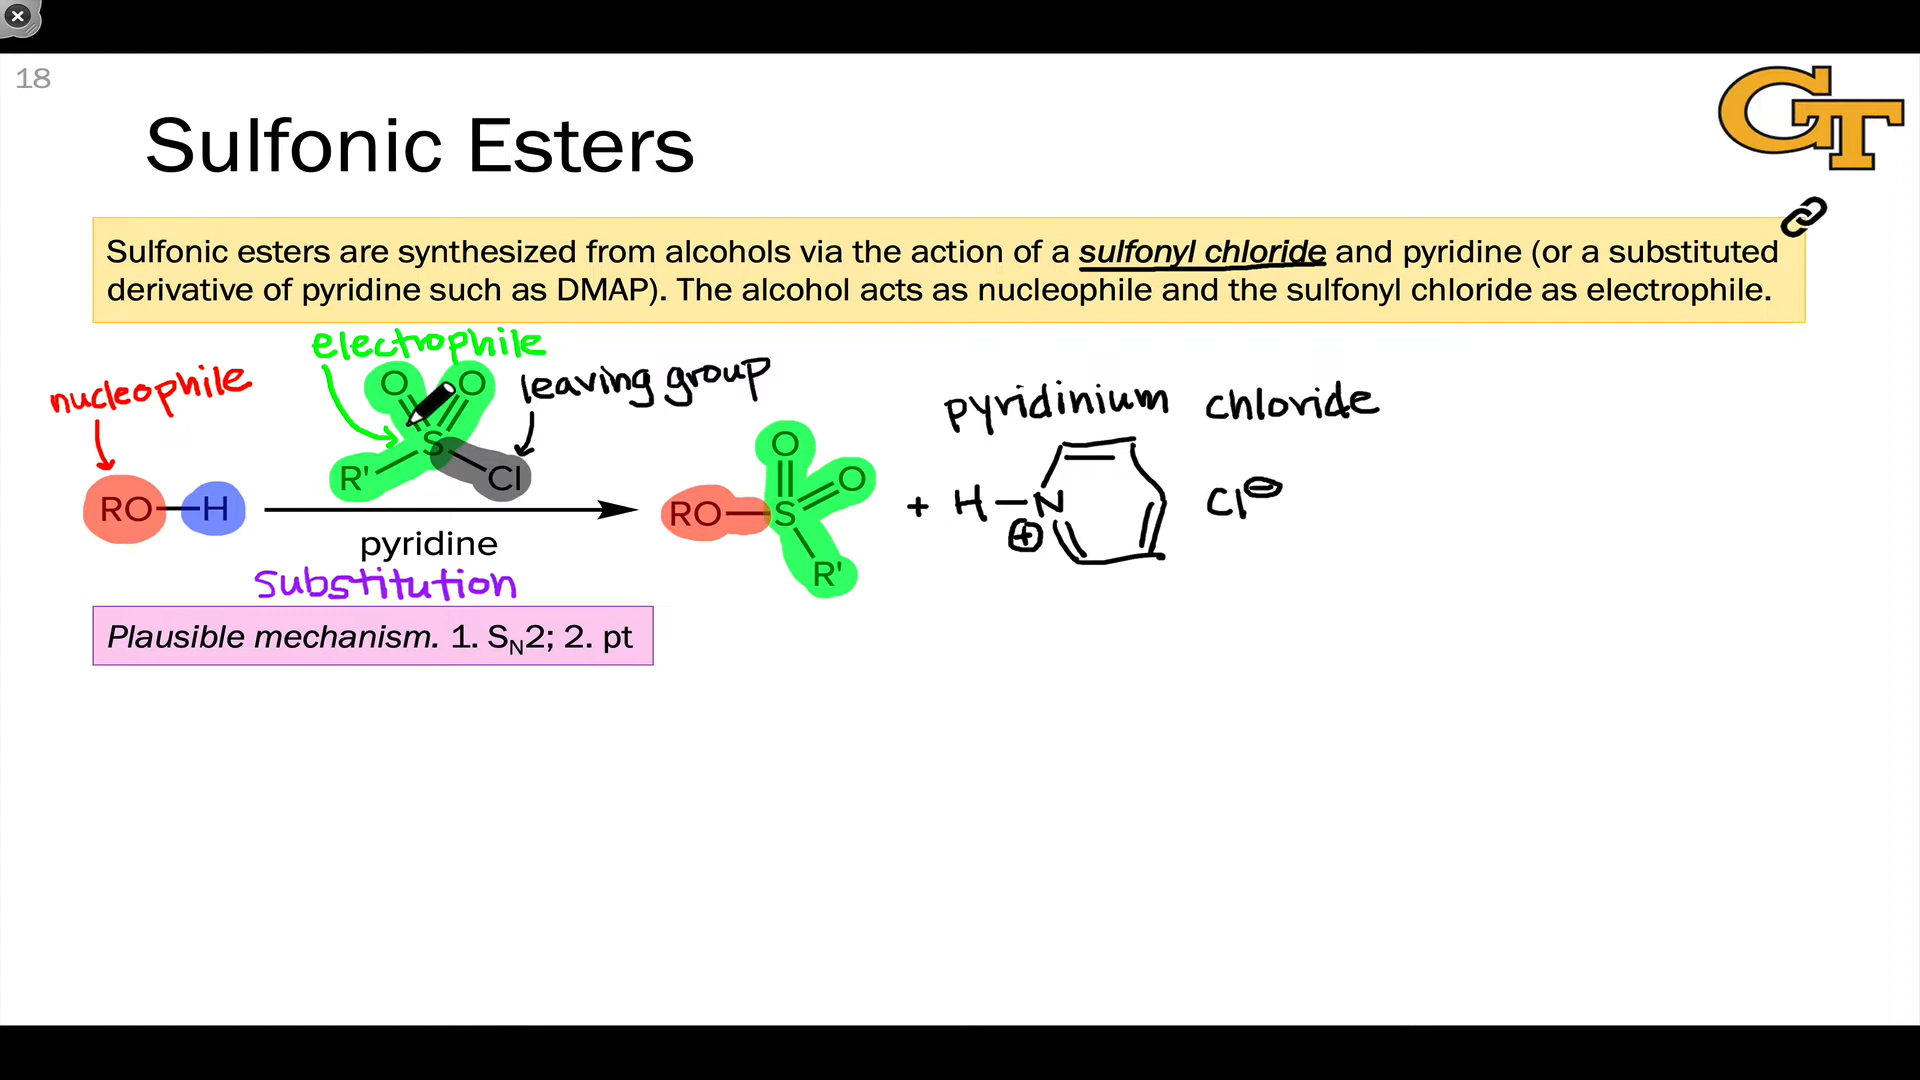 18
GT
Sulfonic Esters
Sulfonic esters are synthesized from alcohols via the action of a sulfonyl chloride and pyridine (or a substituted
derivative of pyridine such as DMAP). The alcohol acts as nucleophile and the sulfonyl chloride as electrophile.
electrophile
nucleophile
leaving group
pyridinium chloride
O O
S
R' Cl
RO—H
pyridine
substitution
O
O
RO—S
R'
+ H—N
⊕
Cl⊖
Plausible mechanism. 1. SN2; 2. pt